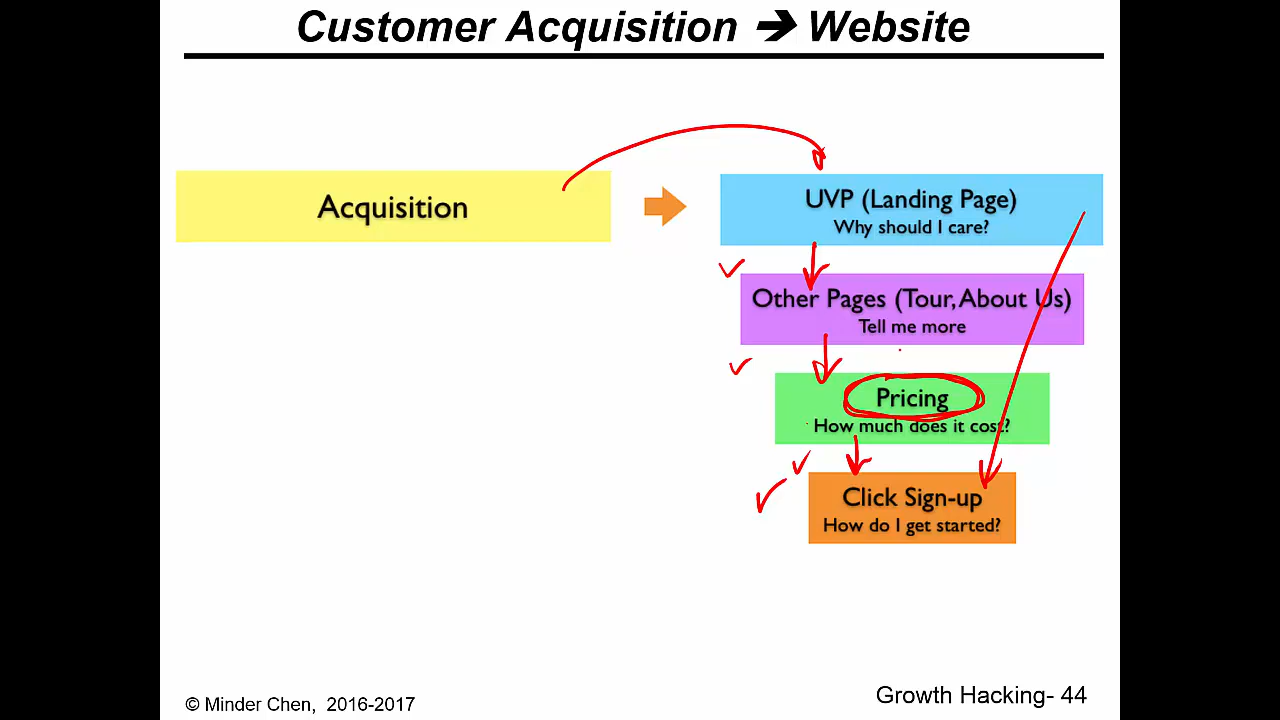 Customer Acquisition ➔ Website
Acquisition
UVP (Landing Page)
Why should I care?
Other Pages (Tour, About Us)
Tell me more
Pricing
How much does it cost?
Click Sign-up
How do I get started?
© Minder Chen, 2016-2017
Growth Hacking- 44